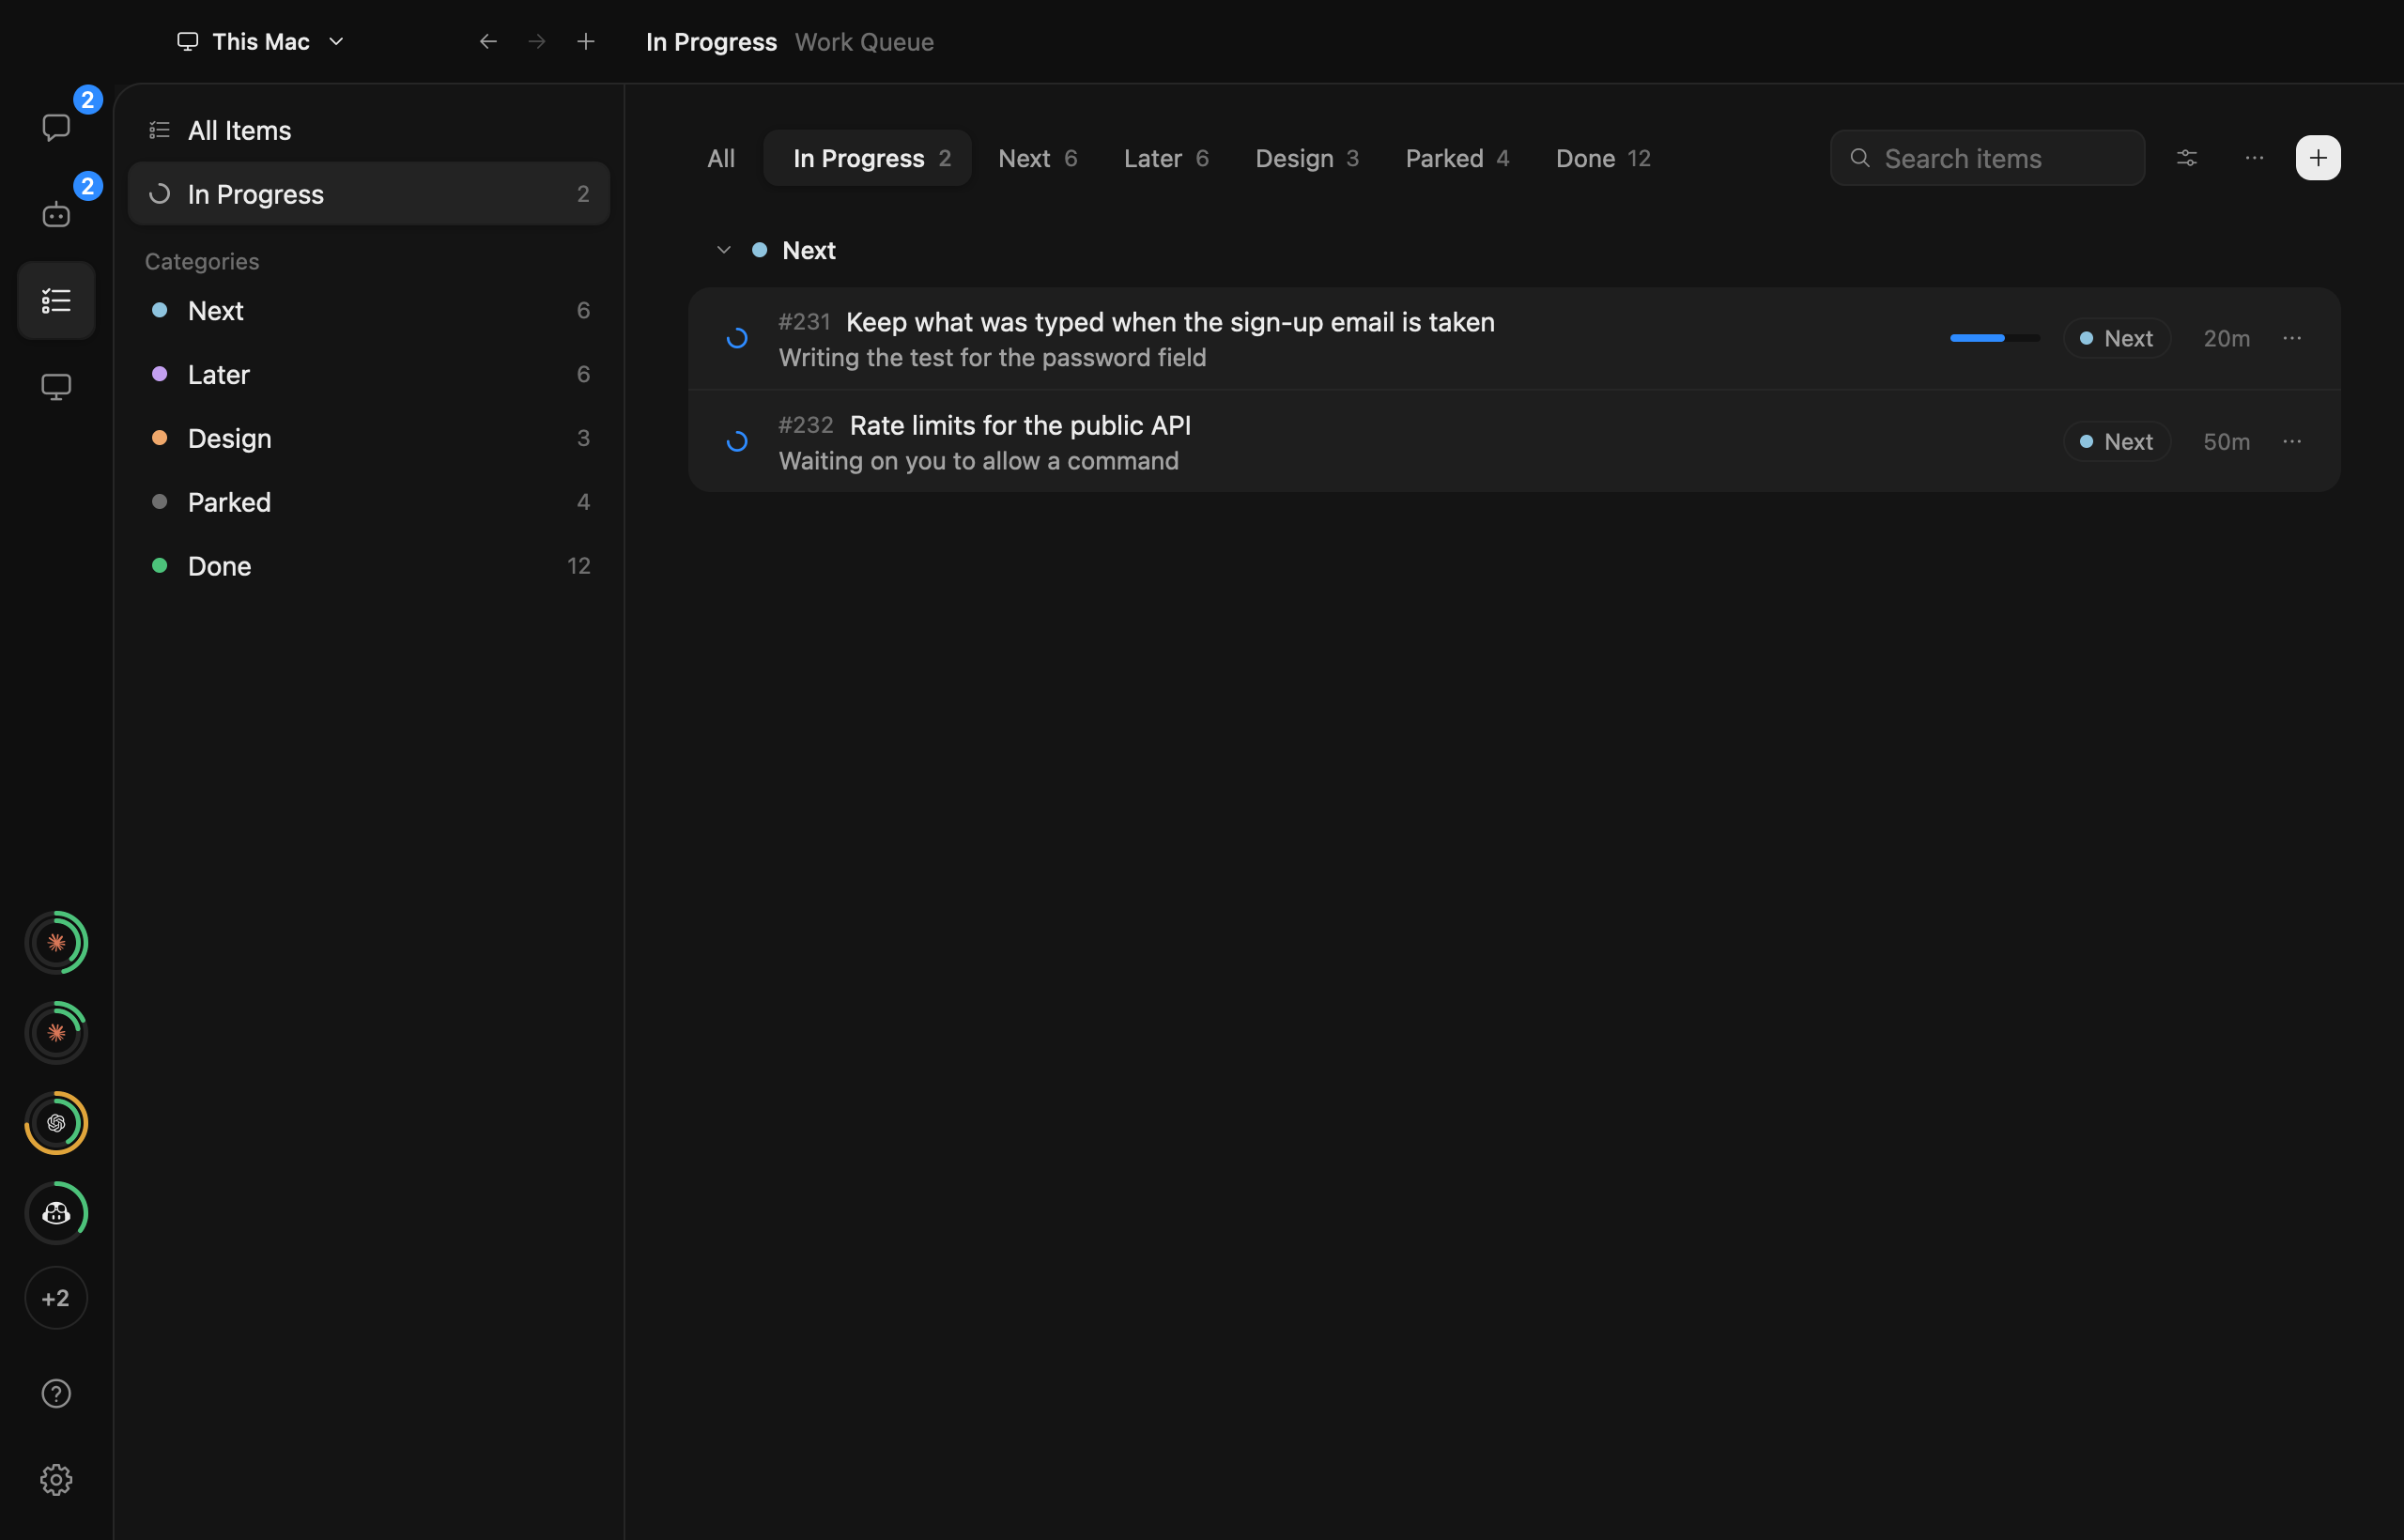 This Mac
In Progress Work Queue
2
2
All Items
In Progress 2
Categories
Next 6
Later 6
Design 3
Parked 4
Done 12
+2
All In Progress 2 Next 6 Later 6 Design 3 Parked 4 Done 12
Search items
Next
#231 Keep what was typed when the sign-up email is taken
Writing the test for the password field
Next 20m
#232 Rate limits for the public API
Waiting on you to allow a command
Next 50m